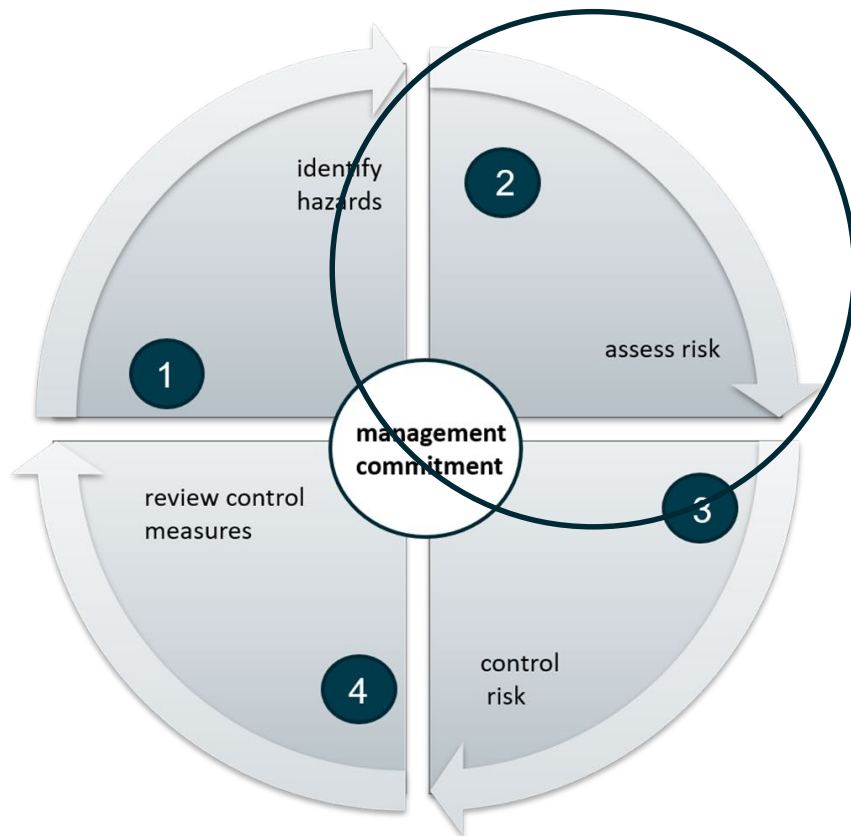 identify
hazards
1
2
assess risk
management
commitment
3
control
risk
4
review control
measures